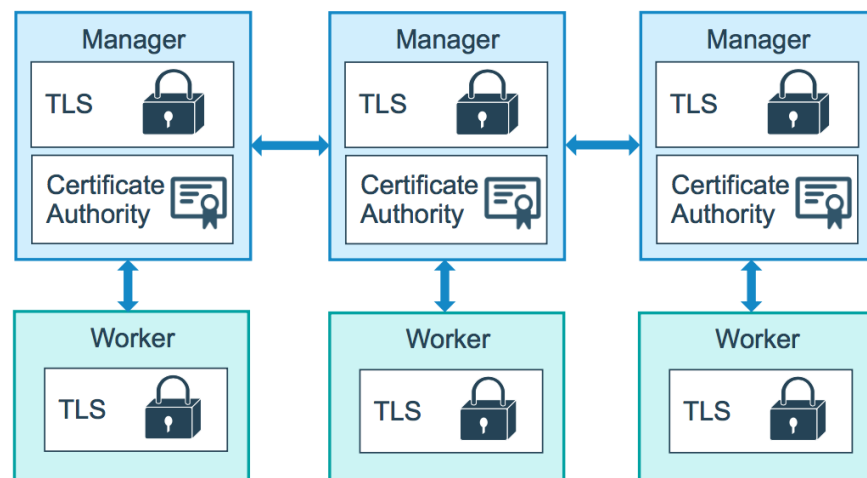 Manager
TLS
Certificate
Authority
Manager
TLS
Certificate
Authority
Manager
TLS
Certificate
Authority
Worker
TLS
Worker
TLS
Worker
TLS